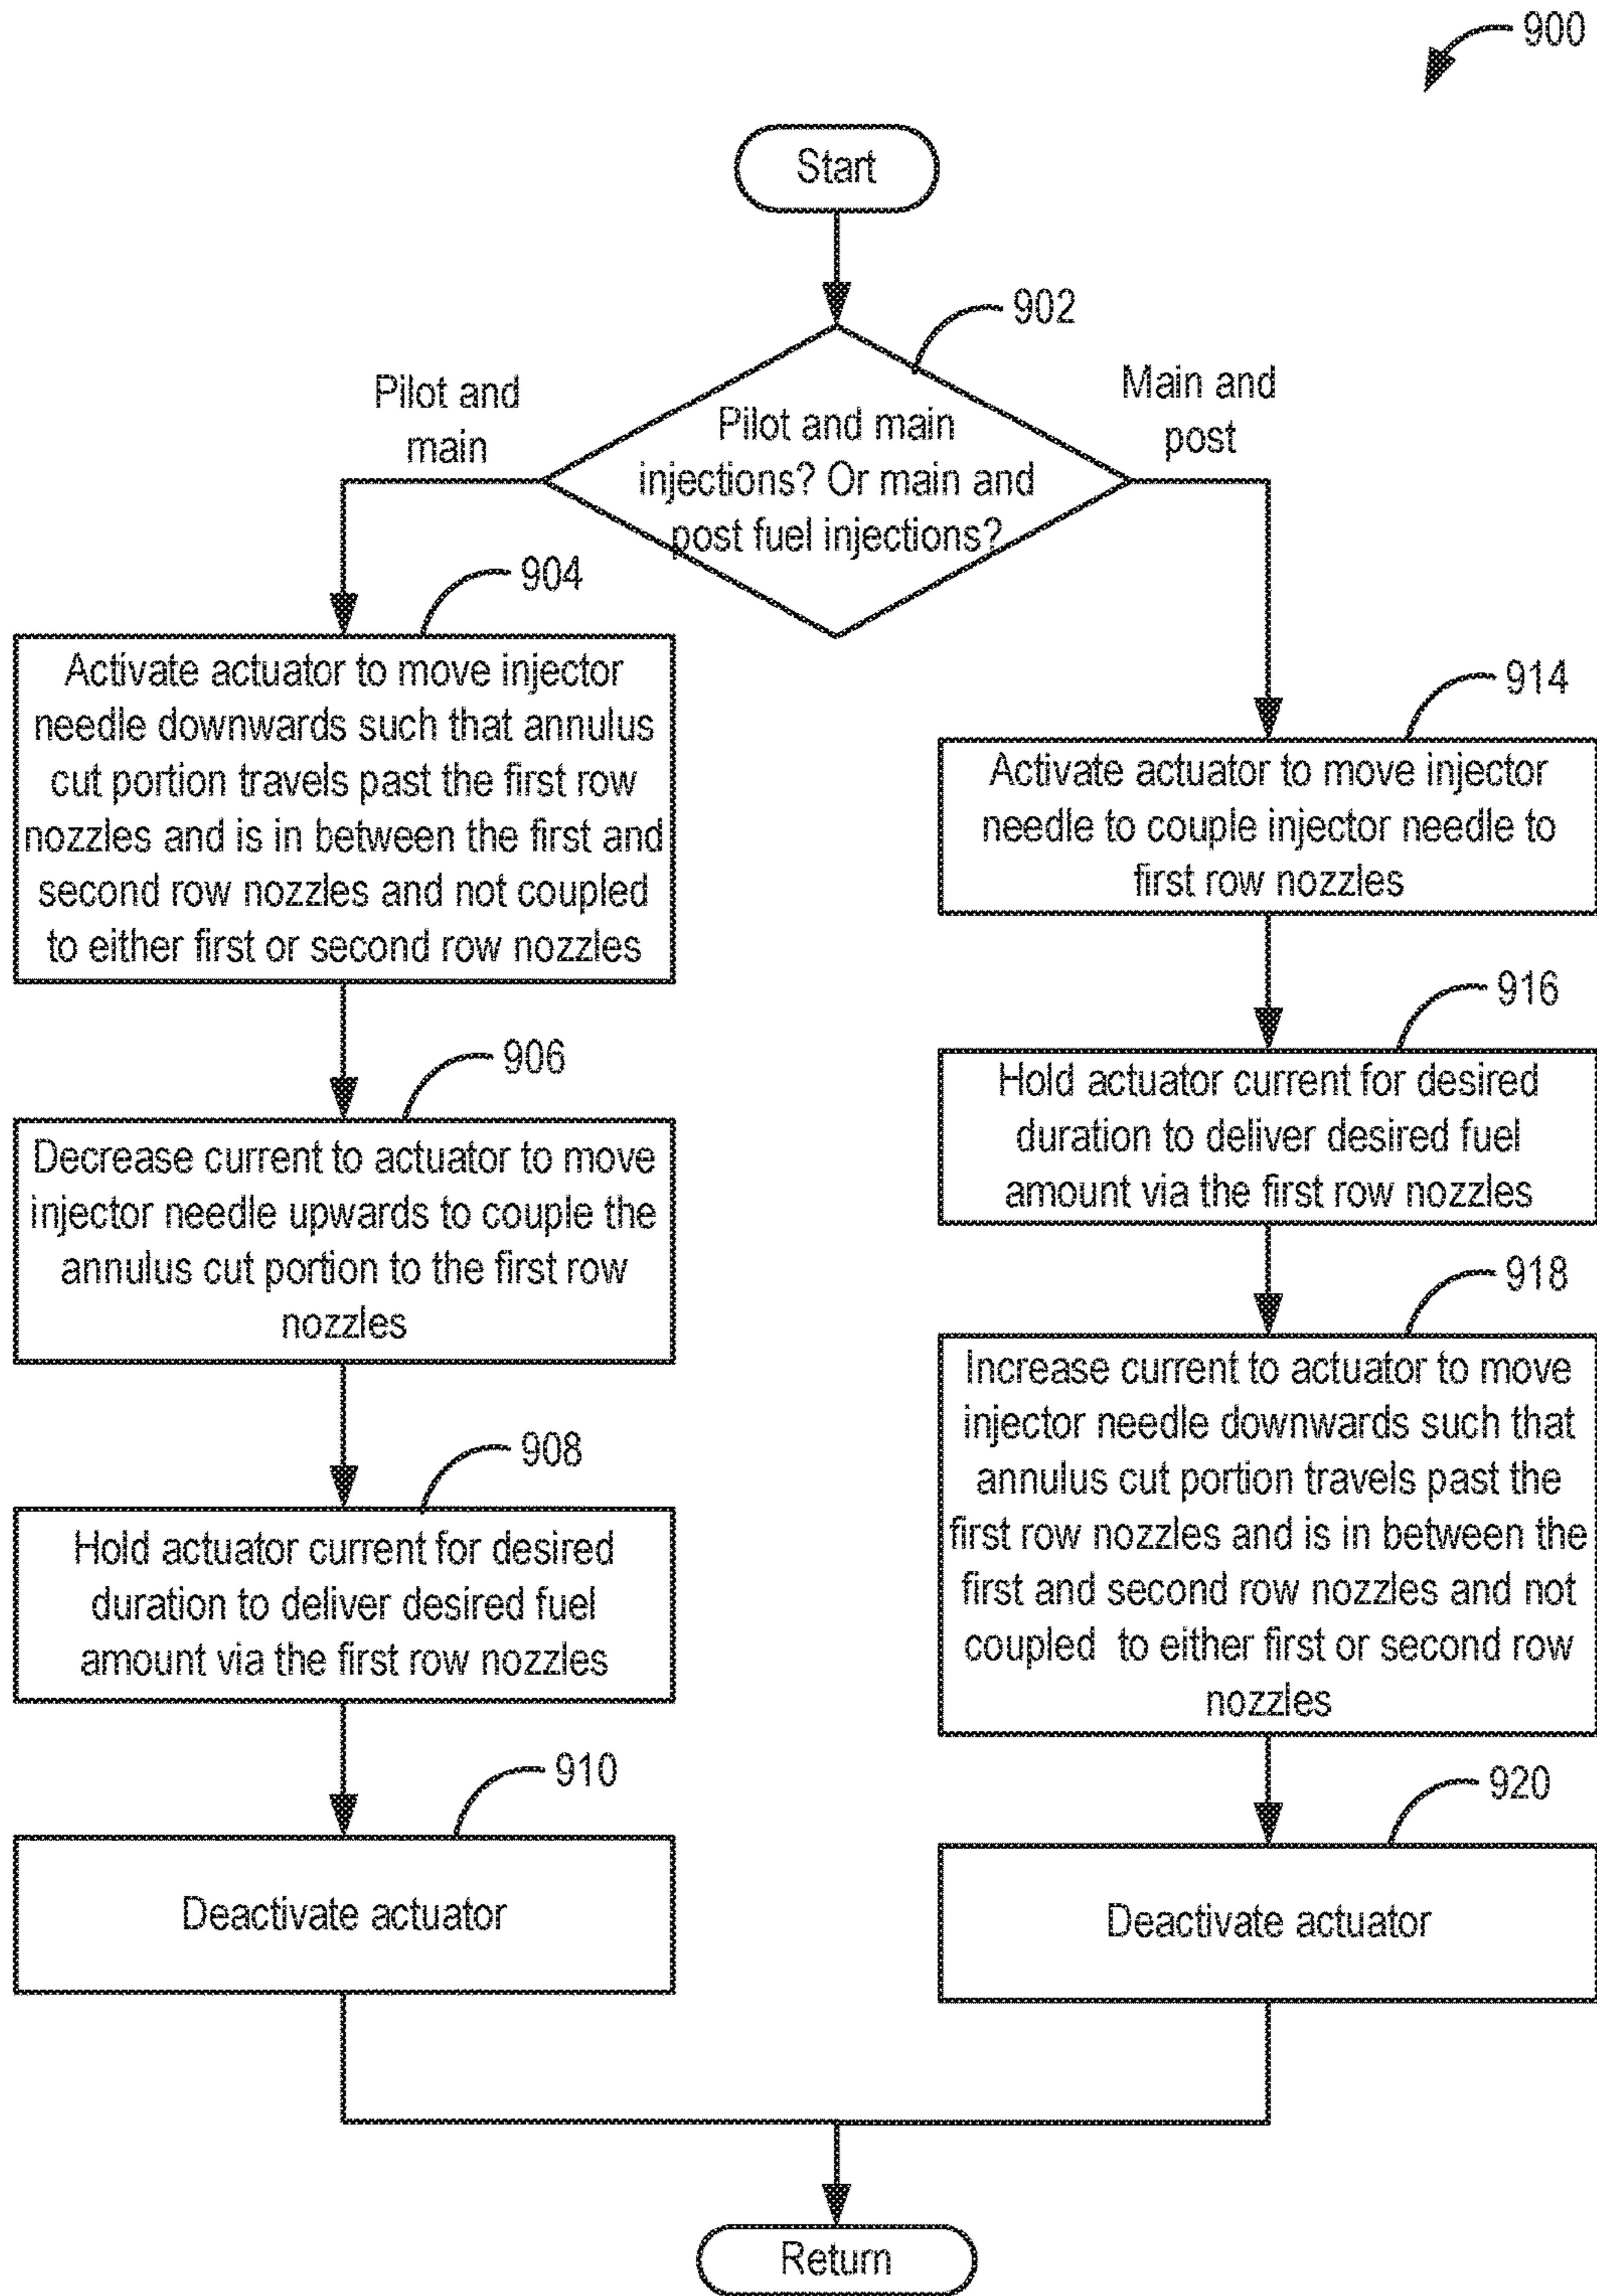 900
Start
902
Pilot and
main
Pilot and main
injections? Or main and
post fuel injections?
Main and
post
904
Activate actuator to move injector
needle downwards such that annulus
cut portion travels past the first row
nozzles and is in between the first and
second row nozzles and not coupled
to either first or second row nozzles
906
Decrease current to actuator to move
injector needle upwards to couple the
annulus cut portion to the first row
nozzles
908
Hold actuator current for desired
duration to deliver desired fuel
amount via the first row nozzles
910
Deactivate actuator
914
Activate actuator to move injector
needle to couple injector needle to
first row nozzles
916
Hold actuator current for desired
duration to deliver desired fuel
amount via the first row nozzles
918
Increase current to actuator to move
injector needle downwards such that
annulus cut portion travels past the
first row nozzles and is in between the
first and second row nozzles and not
coupled to either first or second row
nozzles
920
Deactivate actuator
Return